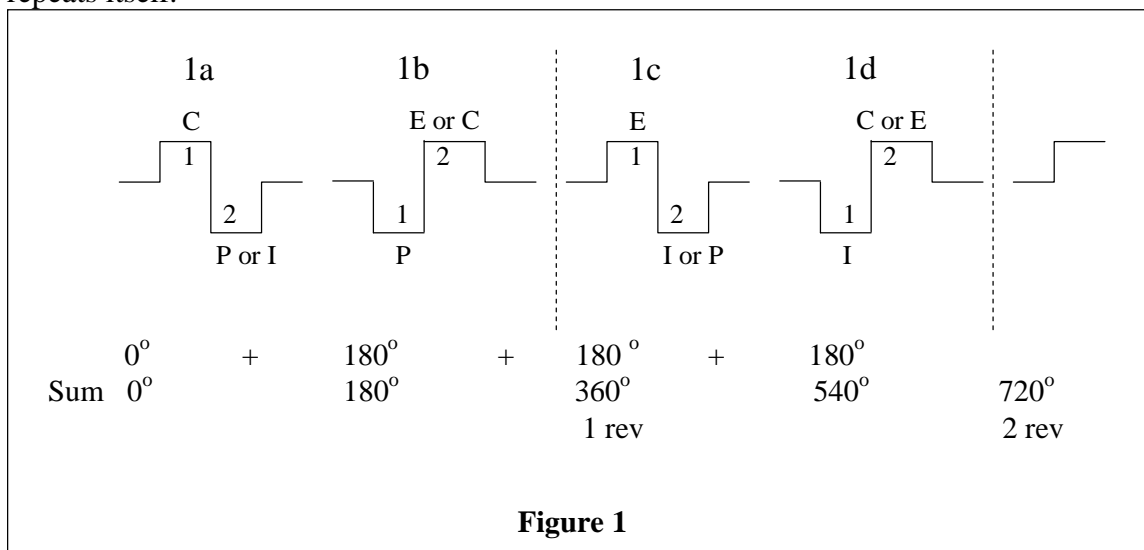 repeats itself.
1a 1b 1c 1d
C E or C E C or E
1 2 1 2
2 1 2 1
P or I P I or P I
0° + 180° + 180° + 180°
Sum 0° 180° 360° 540° 720°
1 rev 2 rev
Figure 1